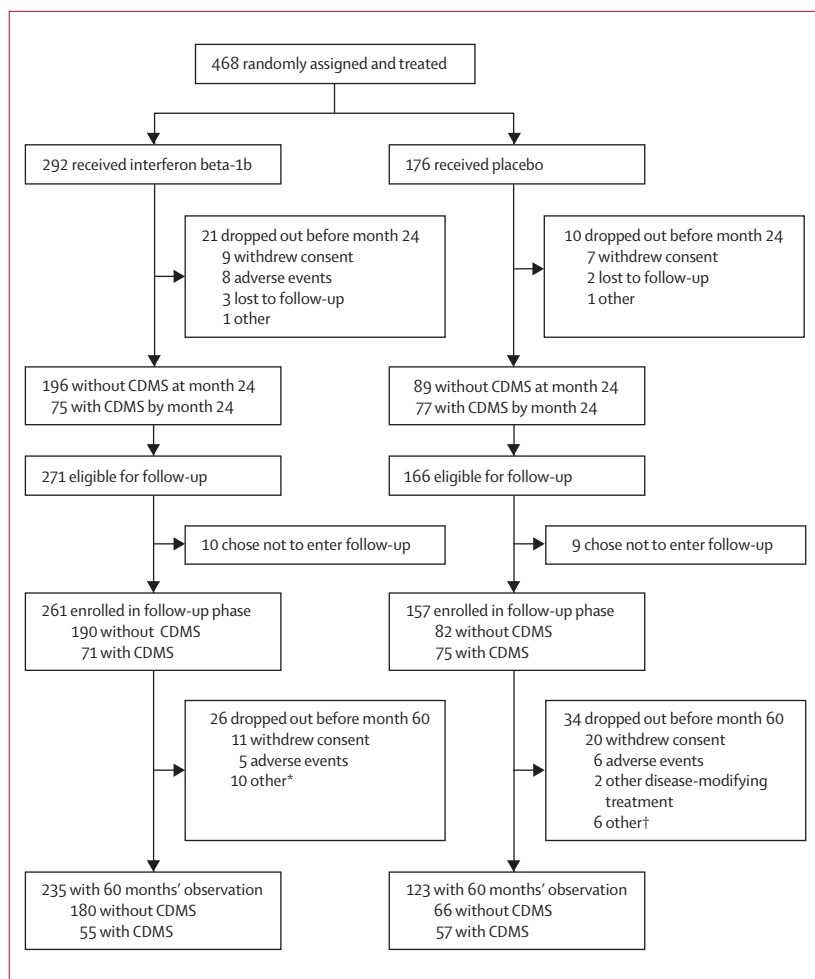 468 randomly assigned and treated
292 received interferon beta-1b
176 received placebo
21 dropped out before month 24
9 withdrew consent
8 adverse events
3 lost to follow-up
1 other
10 dropped out before month 24
7 withdrew consent
2 lost to follow-up
1 other
196 without CDMS at month 24
75 with CDMS by month 24
89 without CDMS at month 24
77 with CDMS by month 24
271 eligible for follow-up
166 eligible for follow-up
10 chose not to enter follow-up
9 chose not to enter follow-up
261 enrolled in follow-up phase
190 without CDMS
71 with CDMS
157 enrolled in follow-up phase
82 without CDMS
75 with CDMS
26 dropped out before month 60
11 withdrew consent
5 adverse events
10 other*
34 dropped out before month 60
20 withdrew consent
6 adverse events
2 other disease-modifying
treatment
6 other†
235 with 60 months’ observation
180 without CDMS
55 with CDMS
123 with 60 months’ observation
66 without CDMS
57 with CDMS